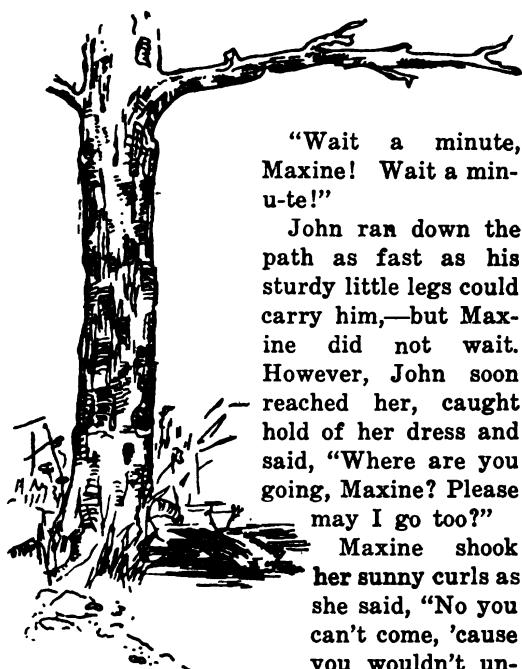 “Wait a minute,
Maxine! Wait a min-
u-te!”
John ran down the
path as fast as his
sturdy little legs could
carry him,—but Max-
ine did not wait.
However, John soon
reached her, caught
hold of her dress and
said, “Where are you
going, Maxine? Please
may I go too?”
Maxine shook
her sunny curls as
she said, “No you
can't come, 'cause
you wouldn't un-